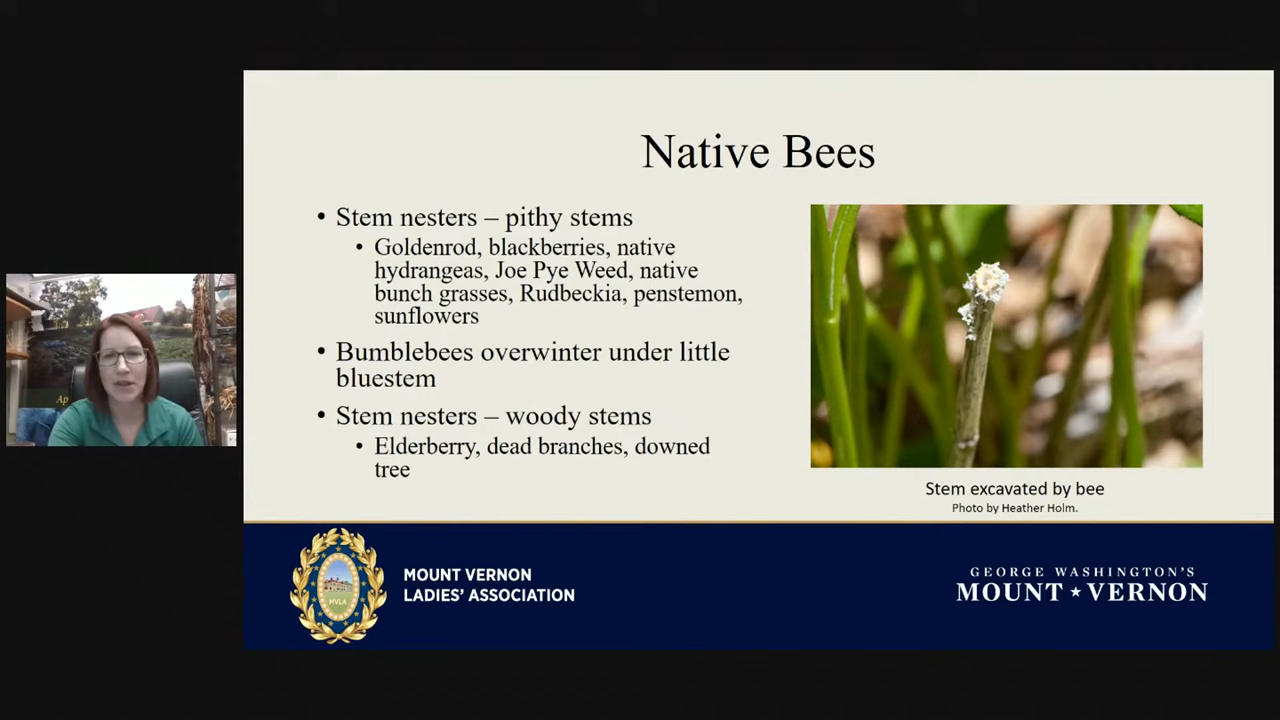 Native Bees
• Stem nesters – pithy stems
• Goldenrod, blackberries, native
hydrangeas, Joe Pye Weed, native
bunch grasses, Rudbeckia, penstemon,
sunflowers
• Bumblebees overwinter under little
bluestem
• Stem nesters – woody stems
• Elderberry, dead branches, downed
tree
Stem excavated by bee
Photo by Heather Holm.
Ap
MVLA
MOUNT VERNON
LADIES’ ASSOCIATION
GEORGE WASHINGTON’S
MOUNT ★ VERNON